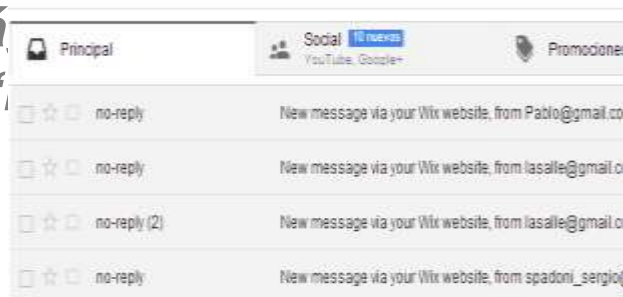 Principal
Social 10 nuevos
Promociones
YouTube, Google+
no-reply New message via your Wix website, from Pablo@gmail.co
no-reply New message via your Wix website, from lasalle@gmail.c
no-reply (2) New message via your Wix website, from lasalle@gmail.c
no-reply New message via your Wix website, from spadoni_sergio@